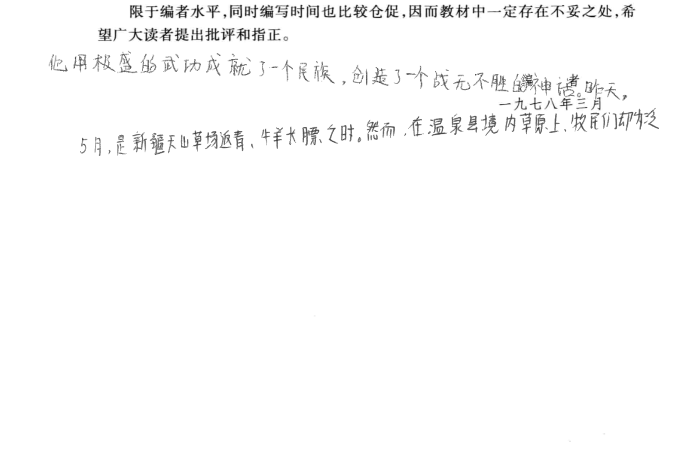 限于编者水平,同时编写时间也比较仓促,因而教材中一定存在不妥之处,希
望广大读者提出批评和指正。
他用极盛的武功成就了一个民族，创造了一个战无不胜的神话。昨天，
编 者
一九七八年三月
5月，是新疆天山草场返青、牛羊长膘之时。然而，在温泉县境内草原上，牧民们却为泛